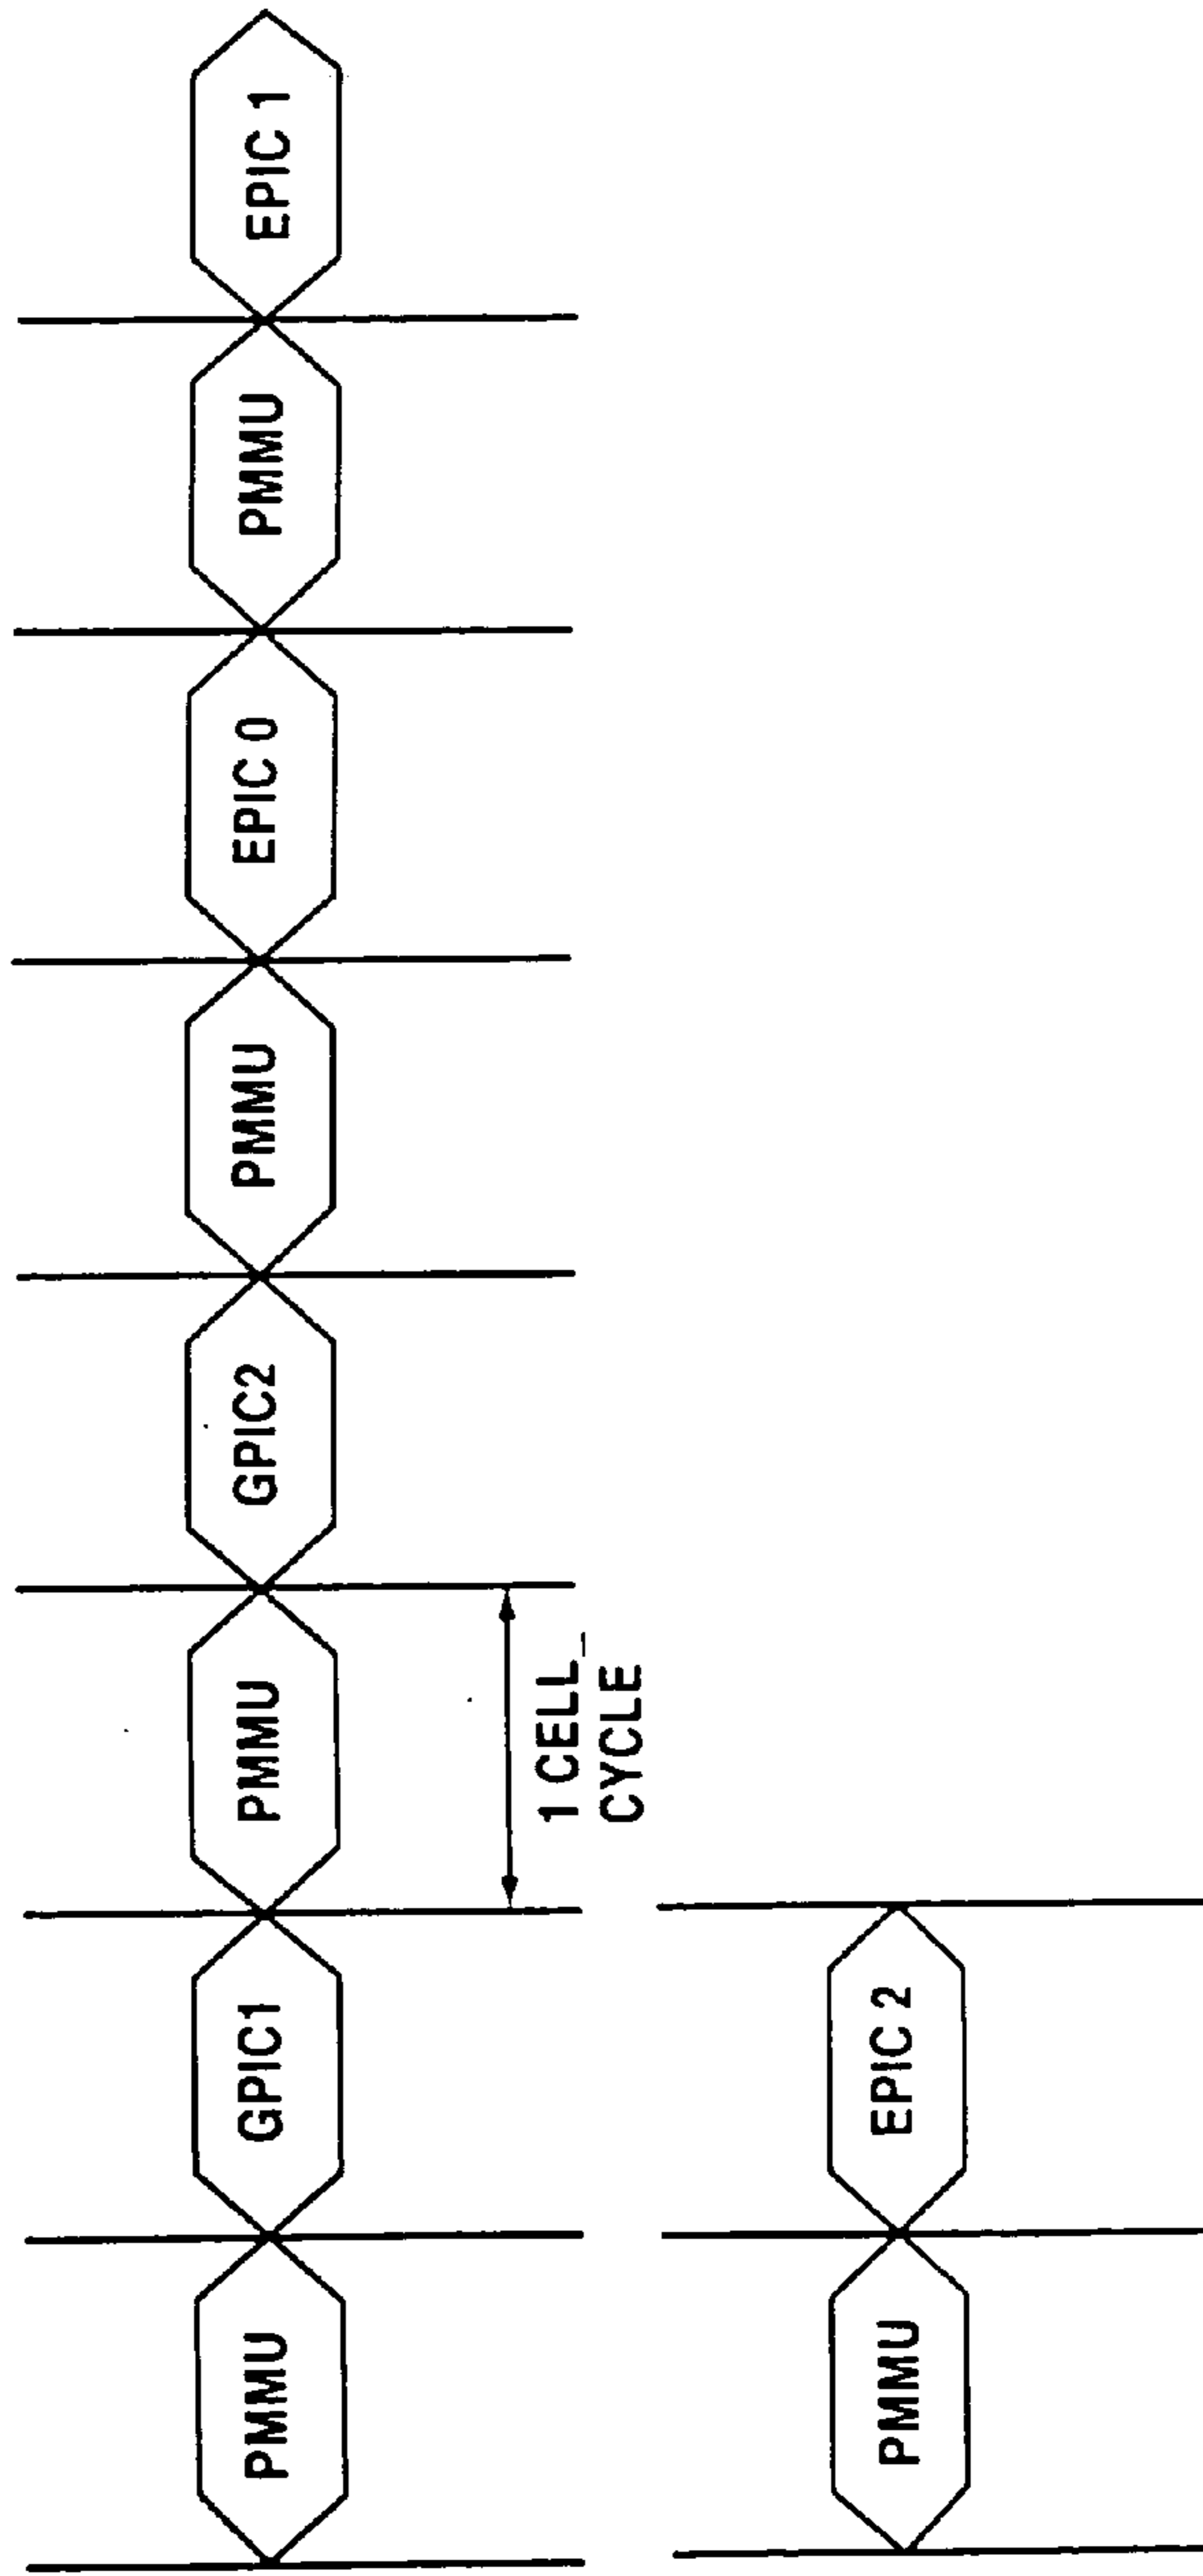 PMMU
GPIC1
PMMU
GPIC2
PMMU
EPIC 0
PMMU
EPIC 1
1 CELL
CYCLE
PMMU
EPIC 2